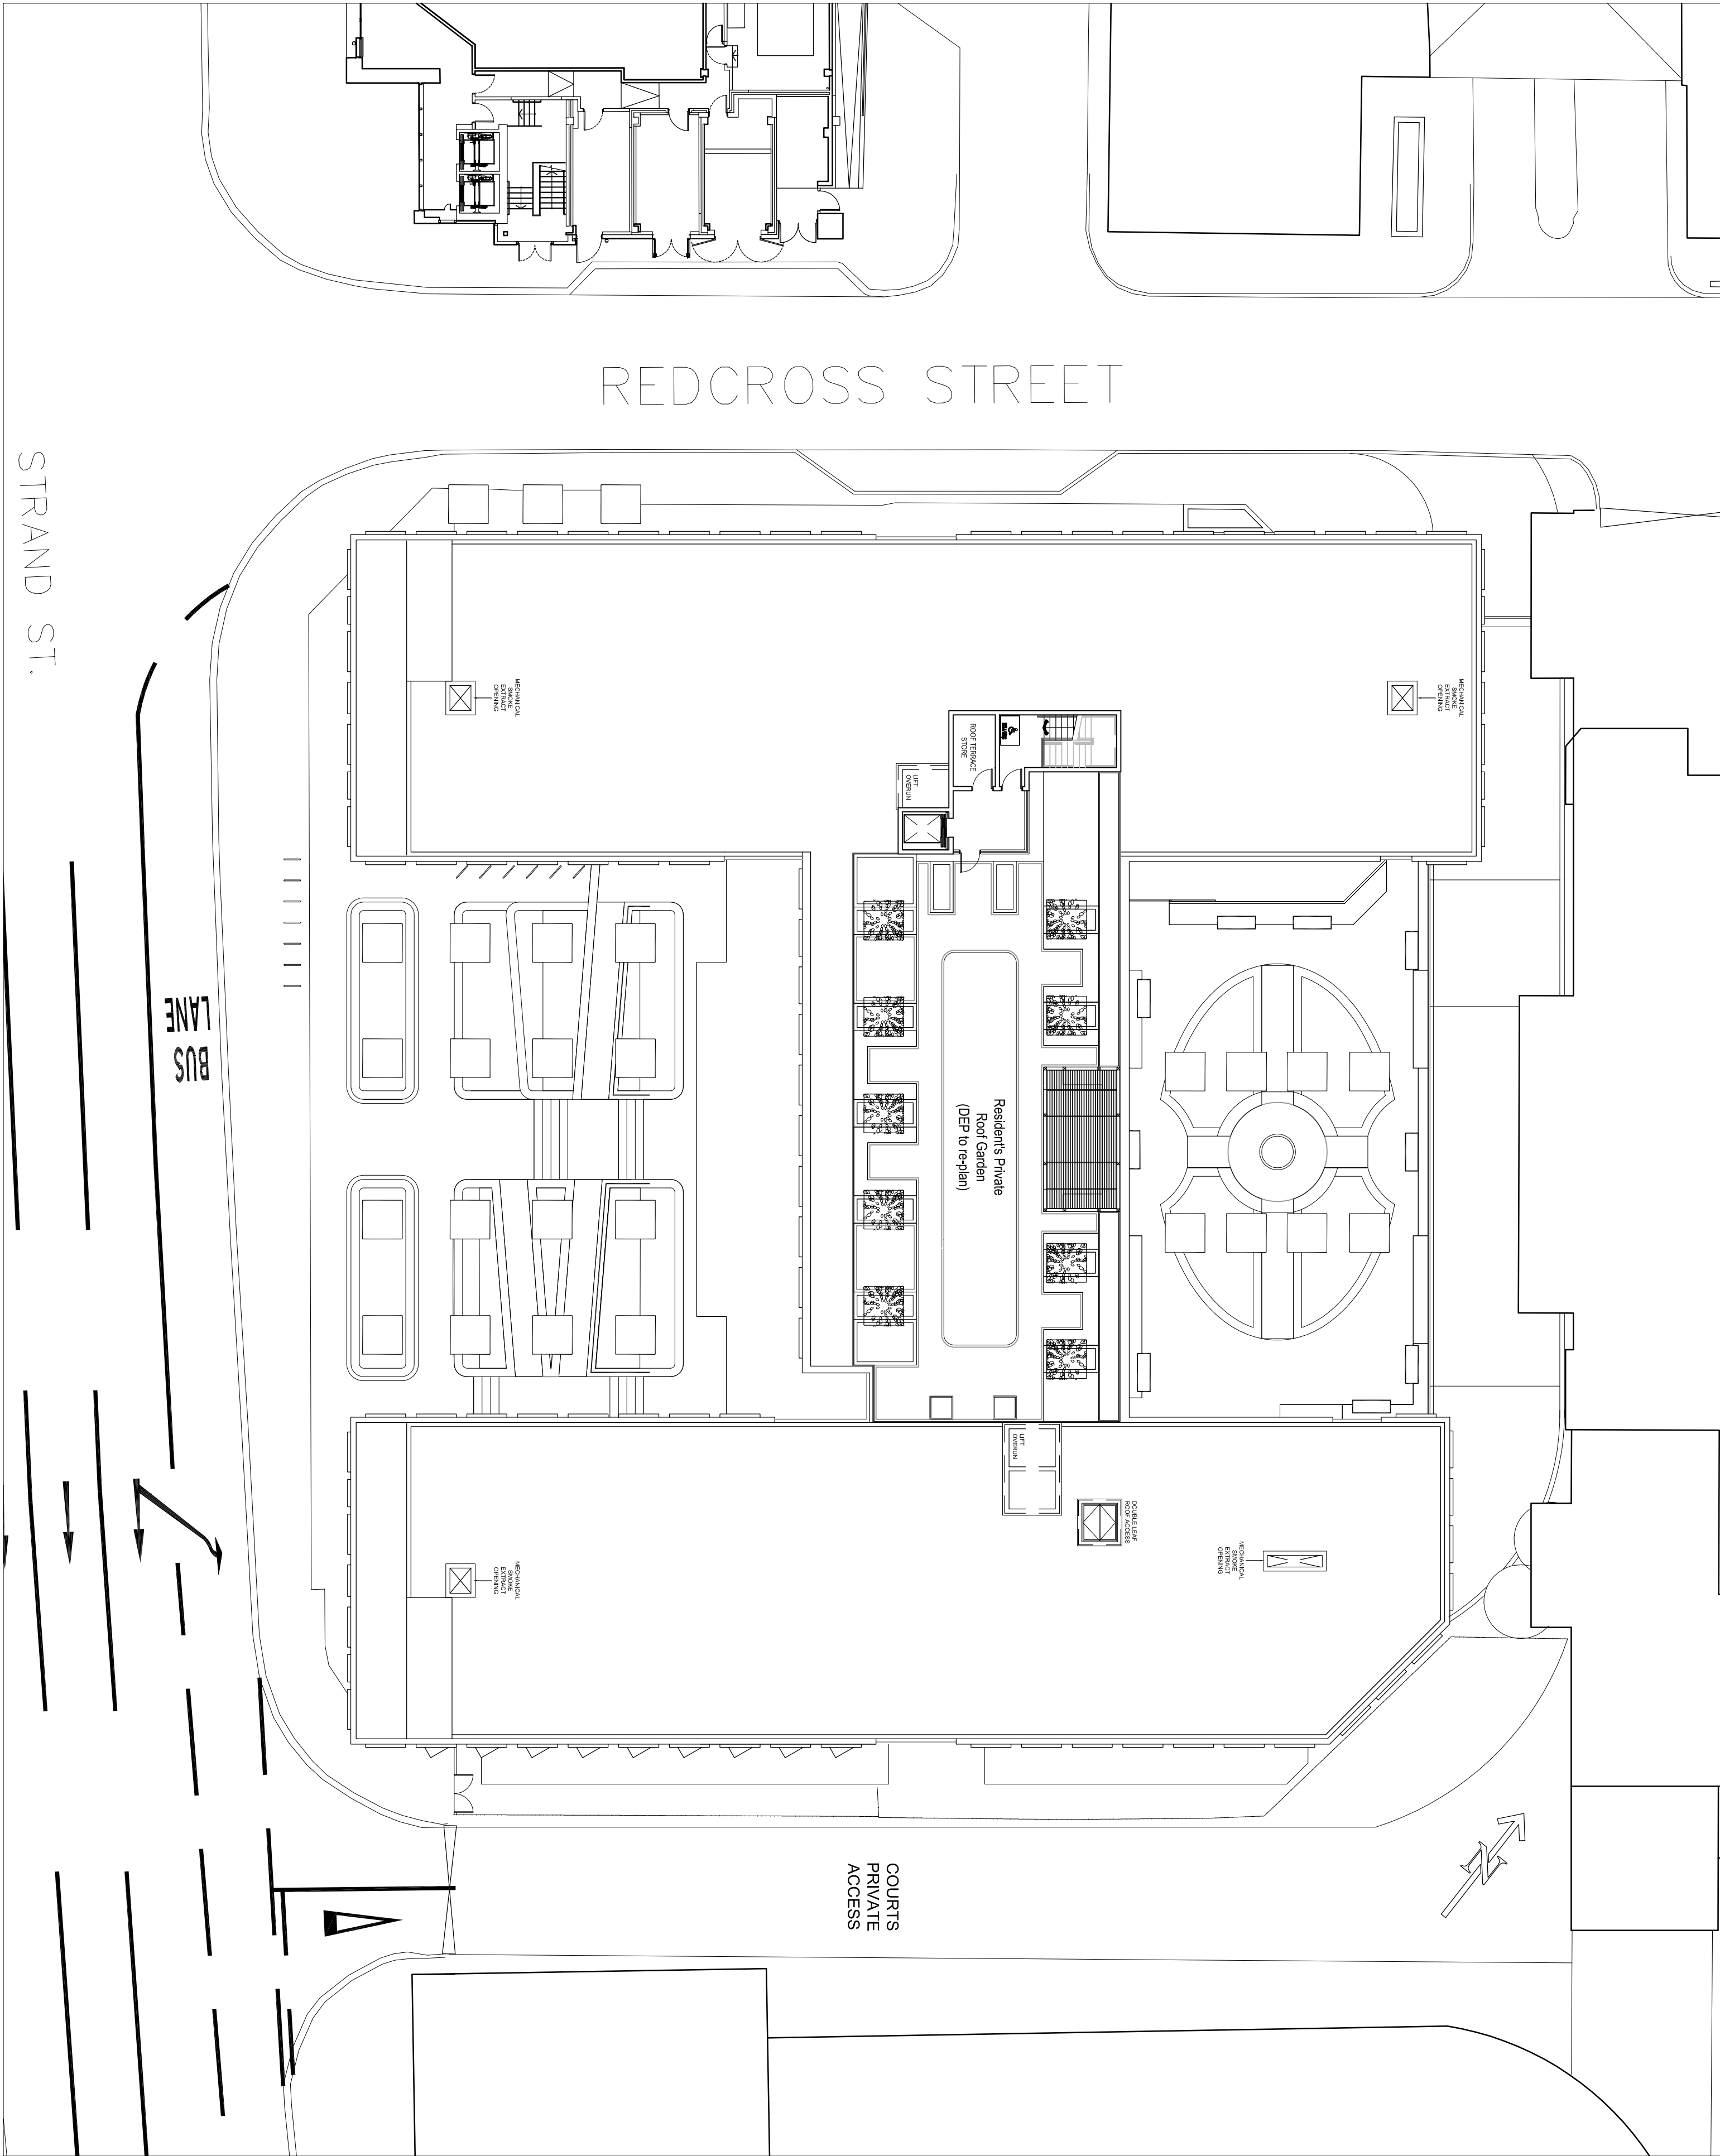 REDCROSS STREET
STRAND ST.
MECHANICAL
SMOKE
EXTRACT
OPENING
MECHANICAL
SMOKE
EXTRACT
OPENING
ROOF TERRACE
STORE
LIFT
OVERUN
BUS
LANE
Resident's Private
Roof Garden
(DEP to re-plan)
LIFT
OVERUN
DOUBLE LEAF
ROOF ACCESS
MECHANICAL
SMOKE
EXTRACT
OPENING
MECHANICAL
SMOKE
EXTRACT
OPENING
COURTS
PRIVATE
ACCESS
N